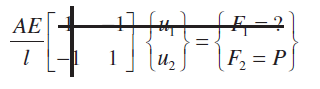 AE/l [1 -1] {u₁} = {F₁ = ?}
[-1 1] {u₂} {F₂ = P}